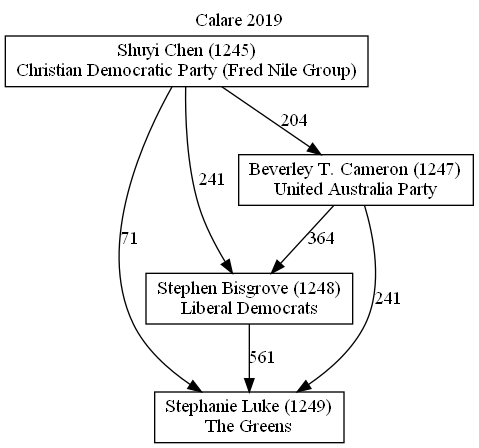 Calare 2019
Shuyi Chen (1245)
Christian Democratic Party (Fred Nile Group)
204
Beverley T. Cameron (1247)
United Australia Party
241
71
364
Stephen Bisgrove (1248)
Liberal Democrats
241
561
Stephanie Luke (1249)
The Greens